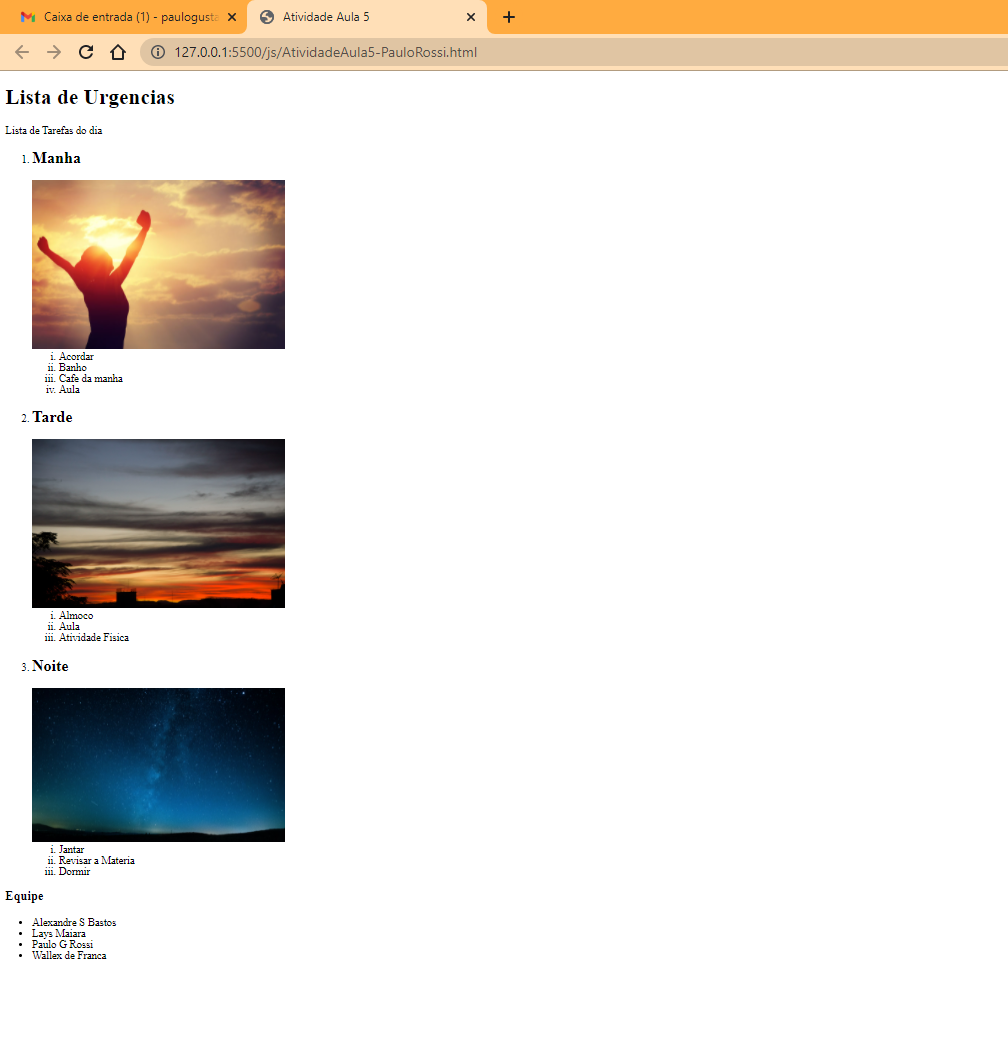 Caixa de entrada (1) - paulogusta
Atividade Aula 5
127.0.0.1:5500/js/AtividadeAula5-PauloRossi.html
Lista de Urgencias
Lista de Tarefas do dia
1. Manha
i. Acordar
ii. Banho
iii. Cafe da manha
iv. Aula
2. Tarde
i. Almoco
ii. Aula
iii. Atividade Fisica
3. Noite
i. Jantar
ii. Revisar a Materia
iii. Dormir
Equipe
• Alexandre S Bastos
• Lays Maiara
• Paulo G Rossi
• Wallex de Franca